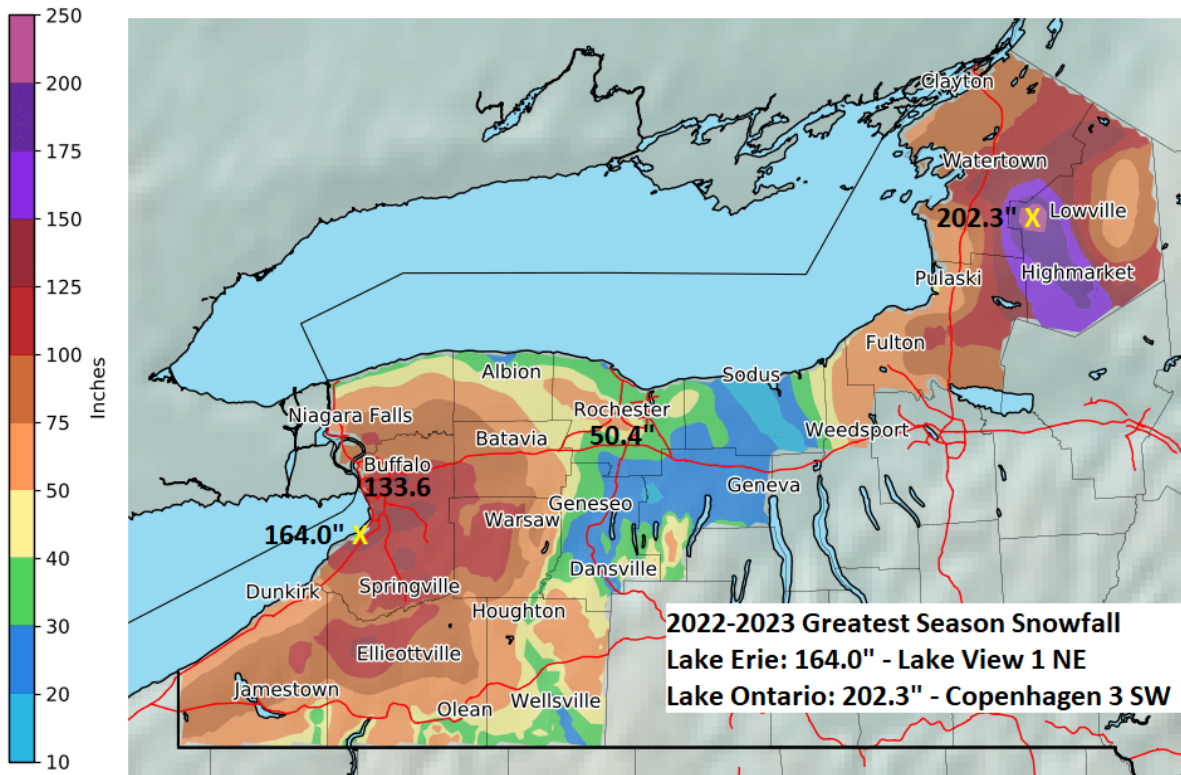 250
200
175
150
125
100
75
50
40
30
20
10
Inches
Clayton
Watertown
202.3" X Lowville
Pulaski
Highmarket
Fulton
Albion
Sodus
Niagara Falls
Rochester
50.4"
Batavia
Weedsport
Buffalo
133.6
Geneva
Geneseo
Warsaw
164.0" X
Dansville
Dunkirk
Springville
Houghton
Ellicottville
Jamestown
Olean
Wellsville
2022-2023 Greatest Season Snowfall
Lake Erie: 164.0" - Lake View 1 NE
Lake Ontario: 202.3" - Copenhagen 3 SW